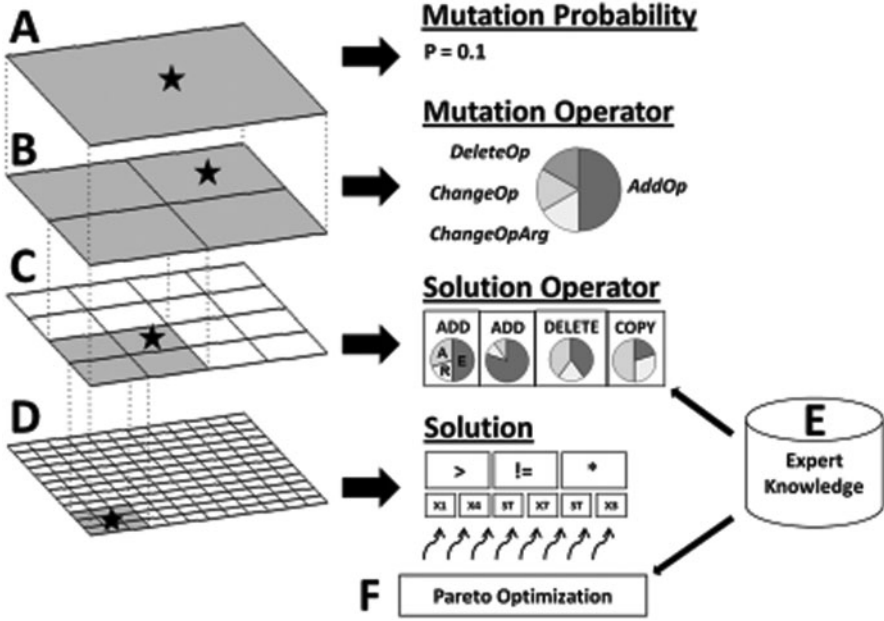 A
Mutation Probability
P = 0.1
B
Mutation Operator
DeleteOp
ChangeOp
AddOp
ChangeOpArg
C
Solution Operator
ADD ADD DELETE COPY
A E
R
D
Solution
> != *
X1 X4 ST X7 ST X3
E
Expert
Knowledge
F
Pareto Optimization